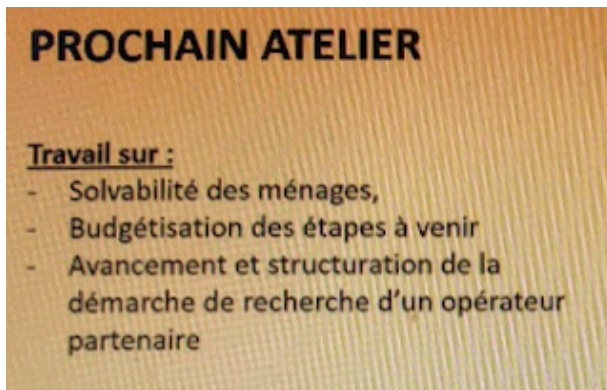 PROCHAIN ATELIER
Travail sur :
- Solvabilité des ménages,
- Budgétisation des étapes à venir
- Avancement et structuration de la
démarche de recherche d'un opérateur
partenaire